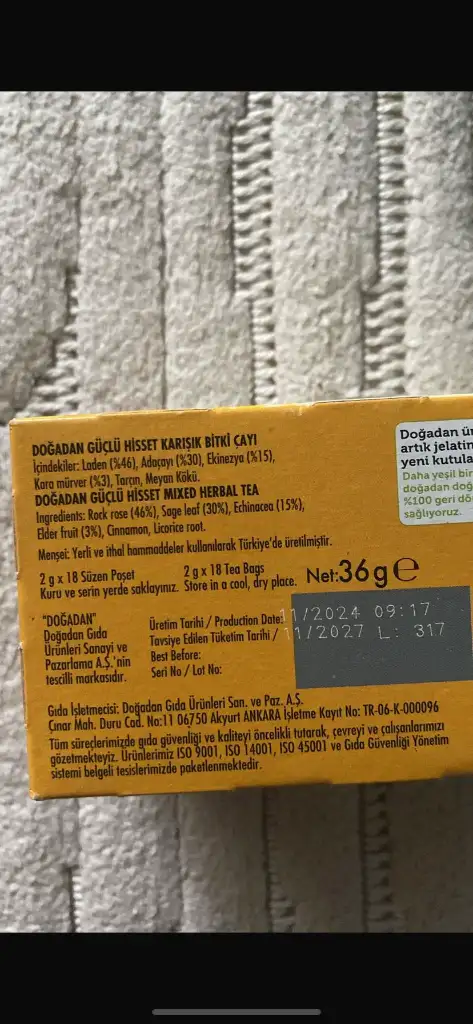 DOĞADAN GÜÇLÜ HİSSET KARIŞIK BİTKİ ÇAYI
İçindekiler: Laden (%46), Adaçayı (%30), Ekinezya (%15),
Kara mürver (%3), Tarçın, Meyan Kökü.
DOĞADAN GÜÇLÜ HİSSET MIXED HERBAL TEA
Ingredients: Rock rose (46%), Sage leaf (30%), Echinacea (15%),
Elder fruit (3%), Cinnamon, Licorice root.
Menşei: Yerli ve ithal hammaddeler kullanılarak Türkiye'de üretilmiştir.
2 g x 18 Süzen Poşet 2 g x 18 Tea Bags
Kuru ve serin yerde saklayınız. Store in a cool, dry place.
Net:36g℮
"DOĞADAN"
Doğadan Gıda
Ürünleri Sanayi ve
Pazarlama A.Ş.'nin
tescilli markasıdır.
Üretim Tarihi / Production Date: 11/2024 09:17
Tavsiye Edilen Tüketim Tarihi / 11/2027 L: 317
Best Before:
Seri No / Lot No:
Gıda İşletmecisi: Doğadan Gıda Ürünleri San. ve Paz. A.Ş.
Çınar Mah. Duru Cad. No:11 06750 Akyurt ANKARA İşletme Kayıt No: TR-06-K-000096
Tüm süreçlerimizde gıda güvenliği ve kaliteyi öncelikli tutarak, çevreyi ve çalışanlarımızı
gözetmekteyiz. Ürünlerimiz ISO 9001, ISO 14001, ISO 45001 ve Gıda Güvenliği Yönetim
sistemi belgeli tesislerimizde paketlenmektedir.
Doğadan
artık
yeni
Daha yeşil bir
doğadan
%100 geri
sağlıyoruz.